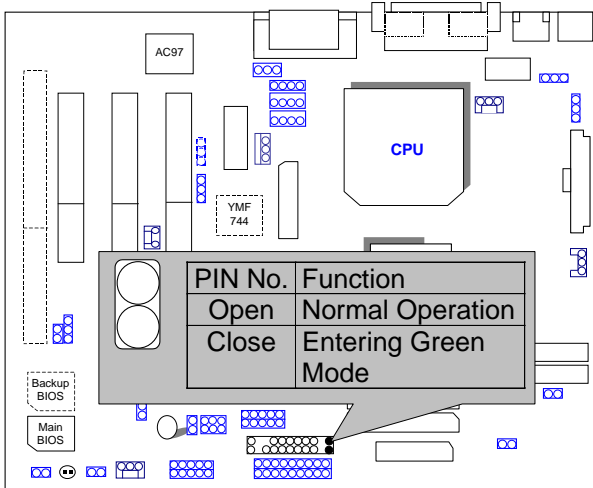 AC97
CPU
YMF
744
PIN No. Function
Open Normal Operation
Close Entering Green
Mode
Backup
BIOS
Main
BIOS